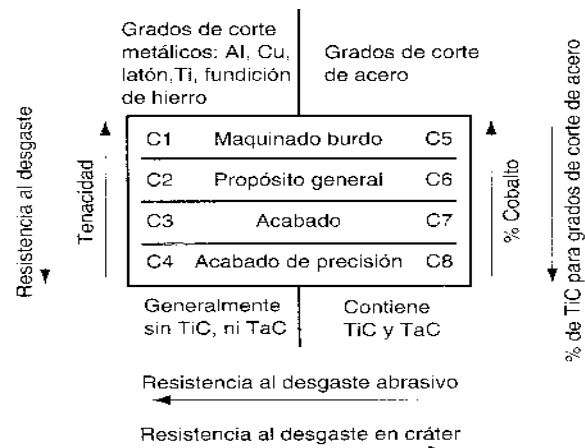 Grados de corte
metálicos: Al, Cu,
latón,Ti, fundición
de hierro
Grados de corte
de acero
Resistencia al desgaste
Tenacidad
C1 Maquinado burdo C5
C2 Propósito general C6
C3 Acabado C7
C4 Acabado de precisión C8
% Cobalto
% de TiC para grados de corte de acero
Generalmente
sin TiC, ni TaC
Contiene
TiC y TaC
Resistencia al desgaste abrasivo
Resistencia al desgaste en cráter